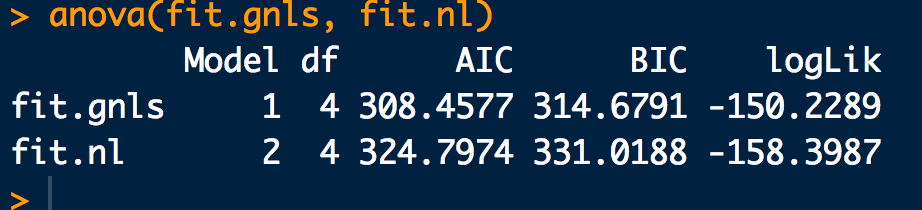 > anova(fit.gnls, fit.nl)
Model df AIC BIC logLik
fit.gnls 1 4 308.4577 314.6791 -150.2289
fit.nl 2 4 324.7974 331.0188 -158.3987
>